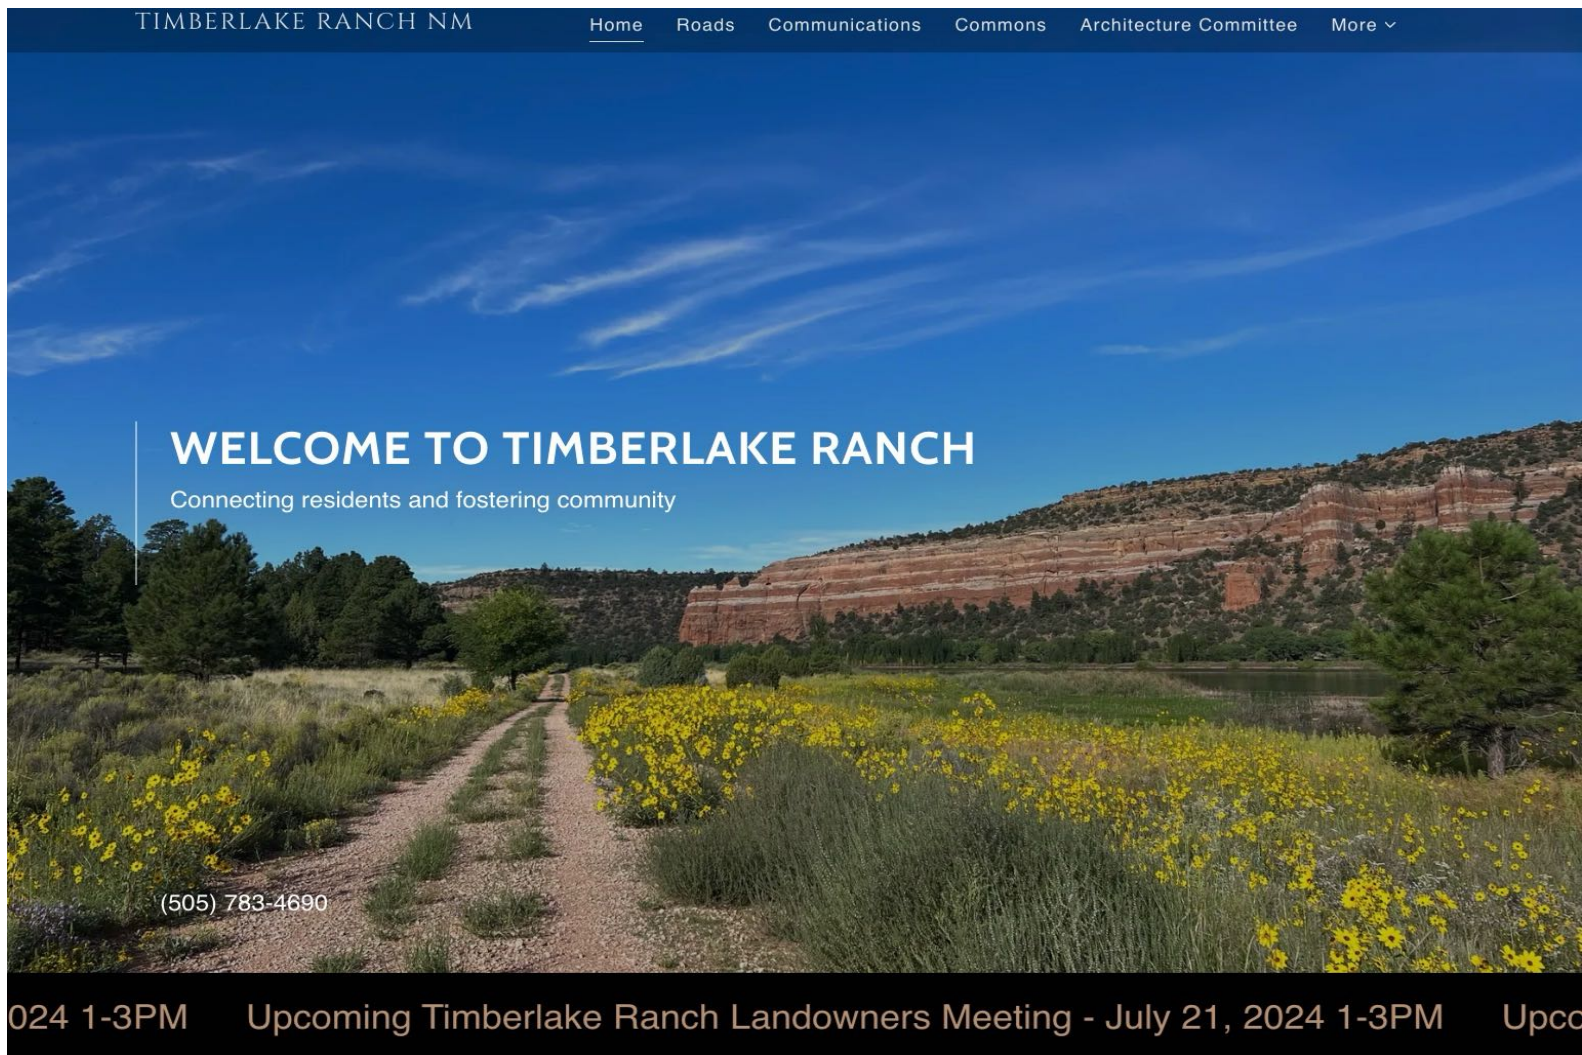 TIMBERLAKE RANCH NM
Home Roads Communications Commons Architecture Committee More
WELCOME TO TIMBERLAKE RANCH
Connecting residents and fostering community
(505) 783-4690
024 1-3PM Upcoming Timberlake Ranch Landowners Meeting - July 21, 2024 1-3PM Upco